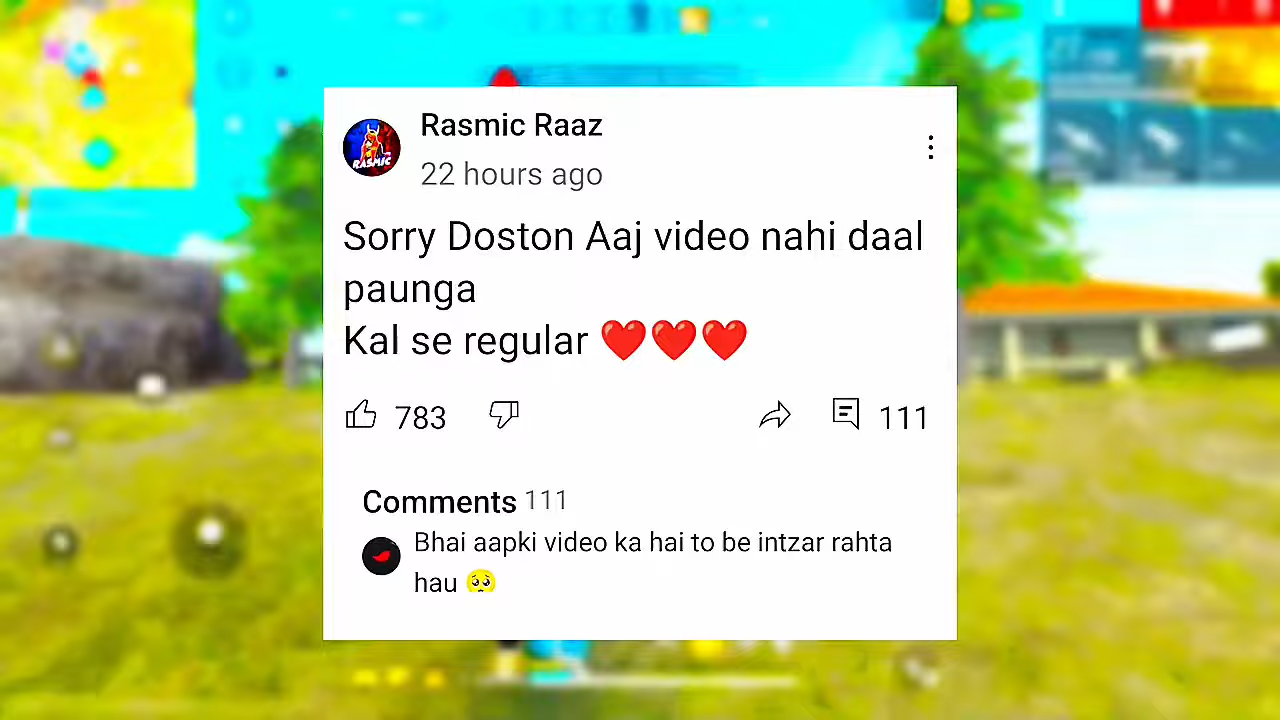 Rasmic Raaz
22 hours ago
RASMIC
Sorry Doston Aaj video nahi daal
paunga
Kal se regular ❤️❤️❤️
783
111
Comments 111
Bhai aapki video ka hai to be intzar rahta
hau 🥺